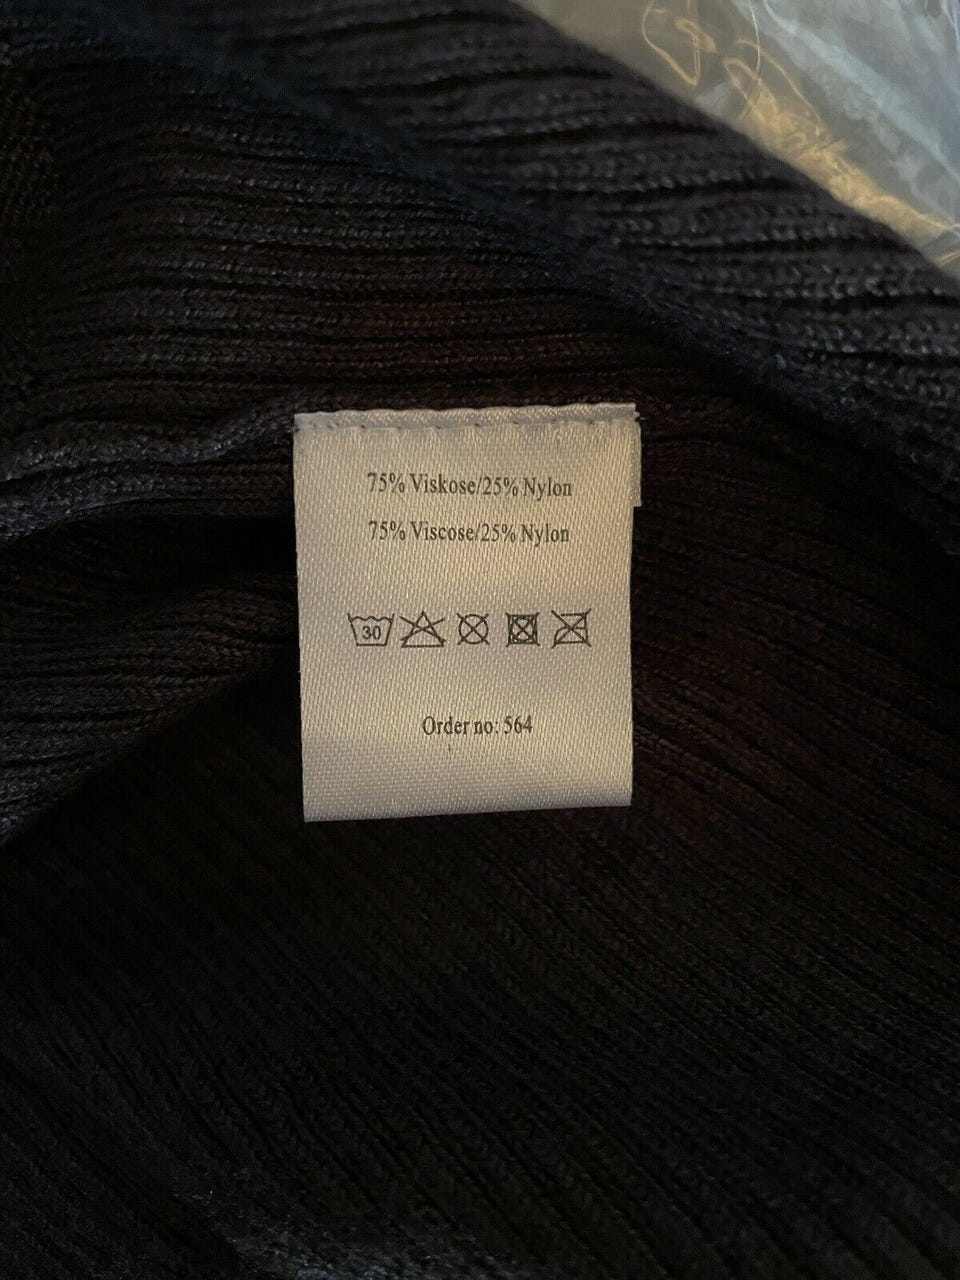 75% Viskose/25% Nylon
75% Viscose/25% Nylon
30
Order no: 564